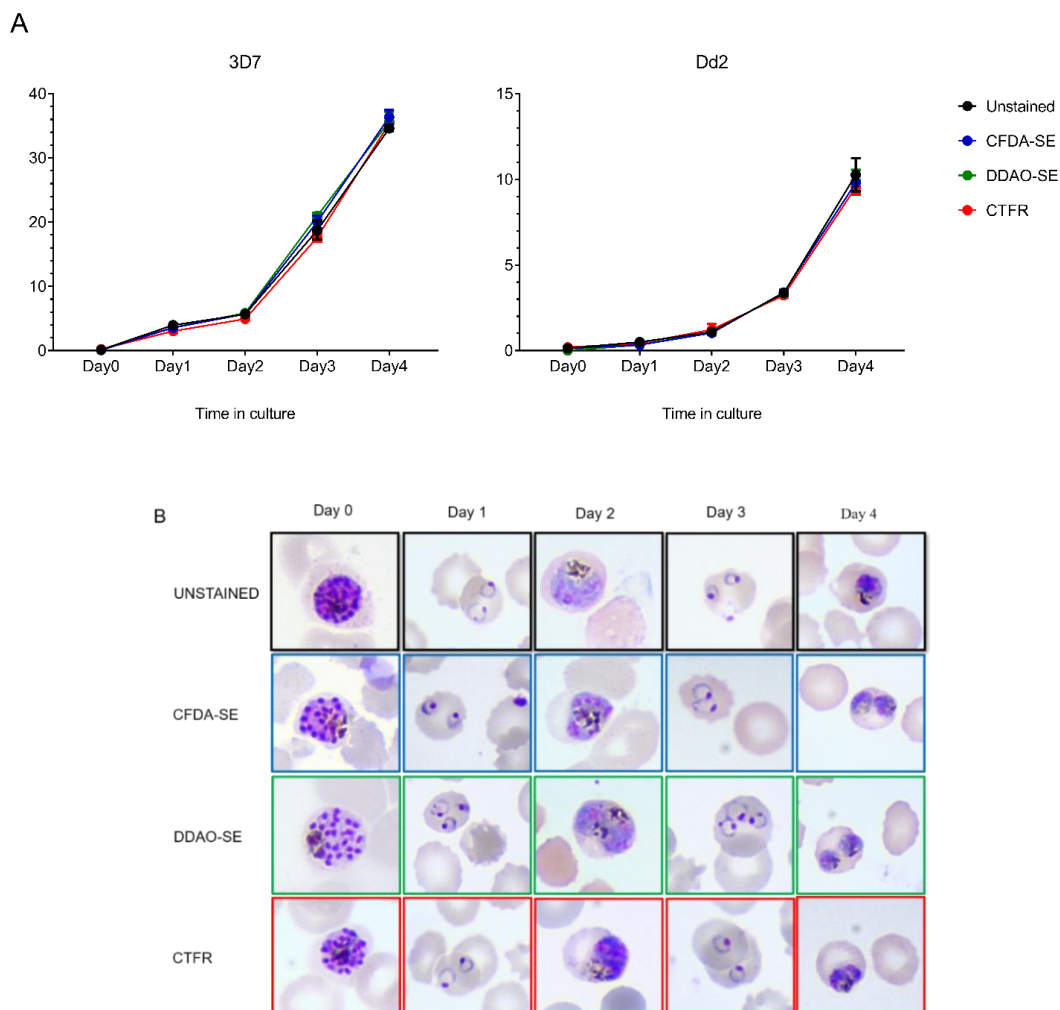 A
3D7
Dd2
40
30
20
10
0
Day0 Day1 Day2 Day3 Day4
Time in culture
15
10
5
0
Day0 Day1 Day2 Day3 Day4
Time in culture
Unstained
CFDA-SE
DDAO-SE
CTFR
B
Day 0 Day 1 Day 2 Day 3 Day 4
UNSTAINED
CFDA-SE
DDAO-SE
CTFR